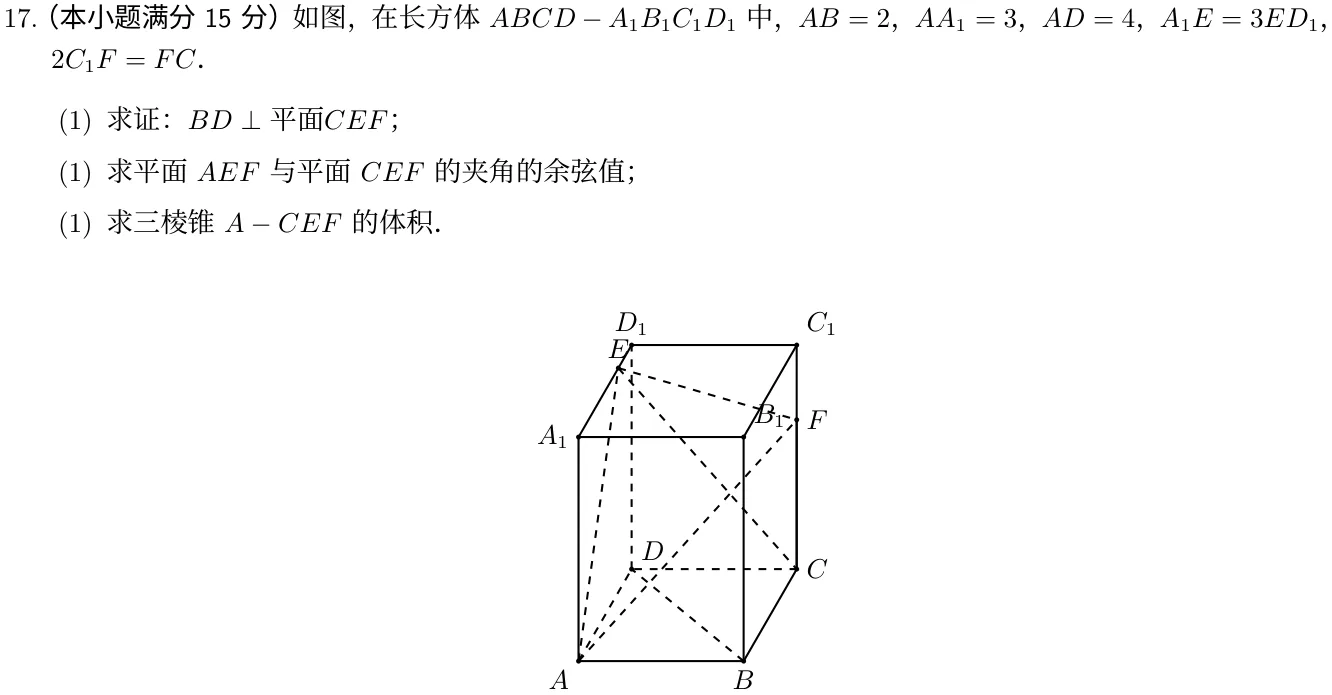 17.（本小题满分 15 分）如图，在长方体 ABCD − A₁B₁C₁D₁ 中，AB = 2，AA₁ = 3，AD = 4，A₁E = 3ED₁，
2C₁F = FC．
(1) 求证：BD ⊥ 平面CEF；
(1) 求平面 AEF 与平面 CEF 的夹角的余弦值；
(1) 求三棱锥 A − CEF 的体积．
D₁
C₁
E
B₁
F
A₁
D
C
A
B